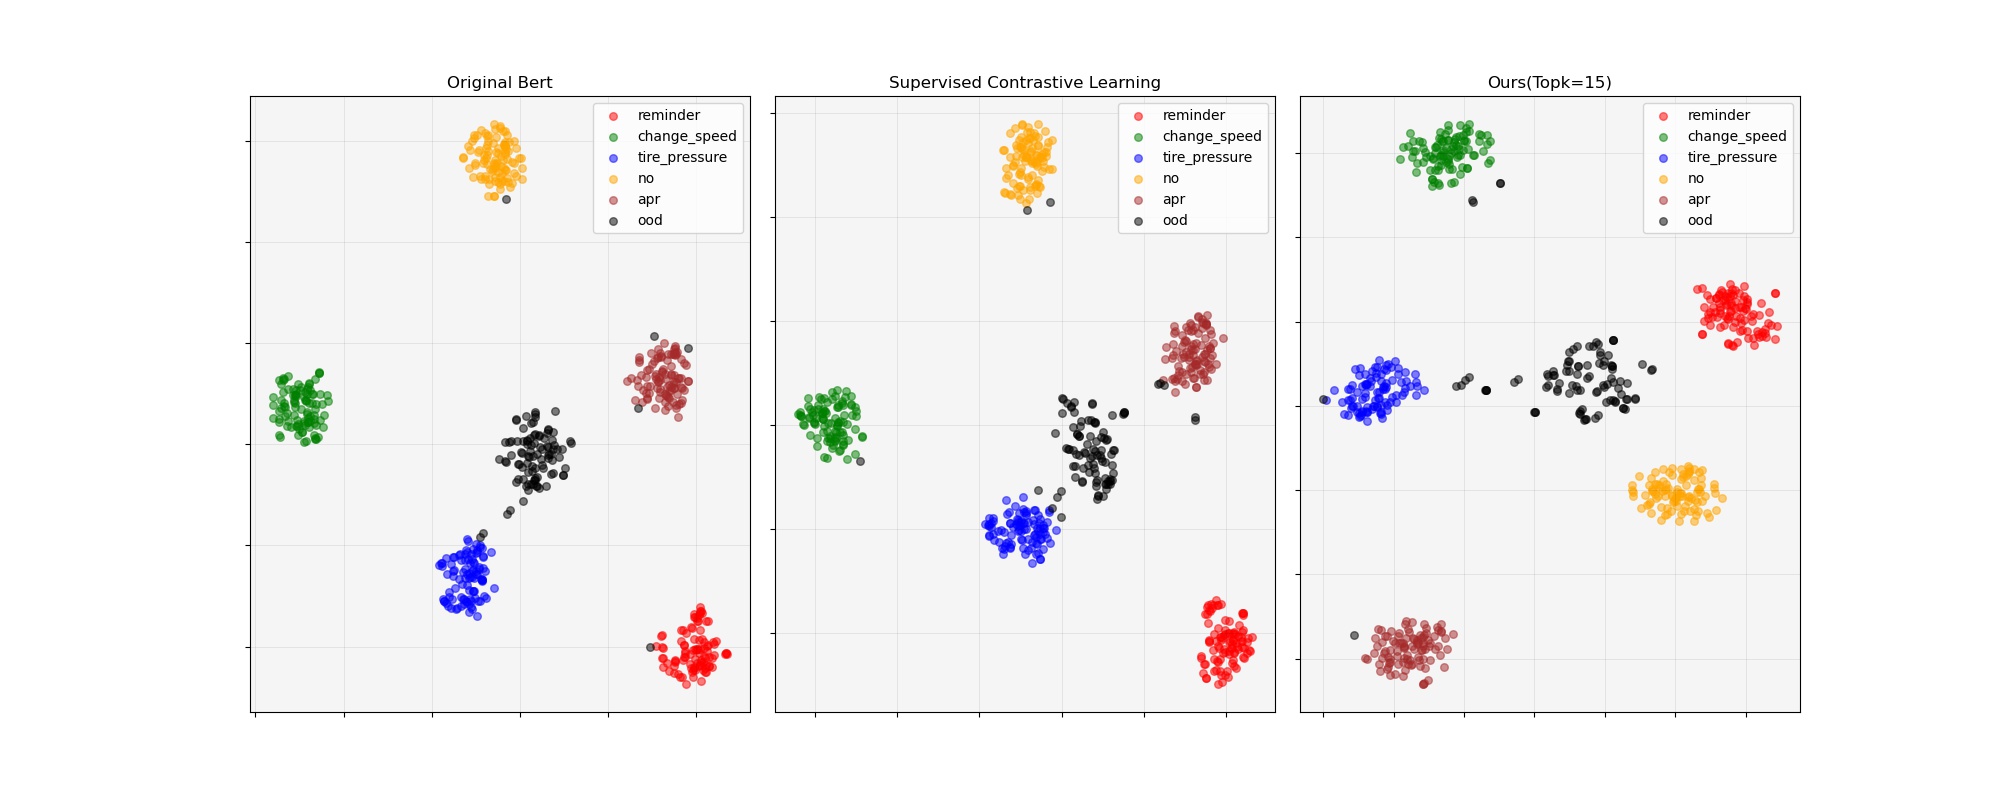 Original Bert
reminder
change_speed
tire_pressure
no
apr
ood
Supervised Contrastive Learning
reminder
change_speed
tire_pressure
no
apr
ood
Ours(Topk=15)
reminder
change_speed
tire_pressure
no
apr
ood